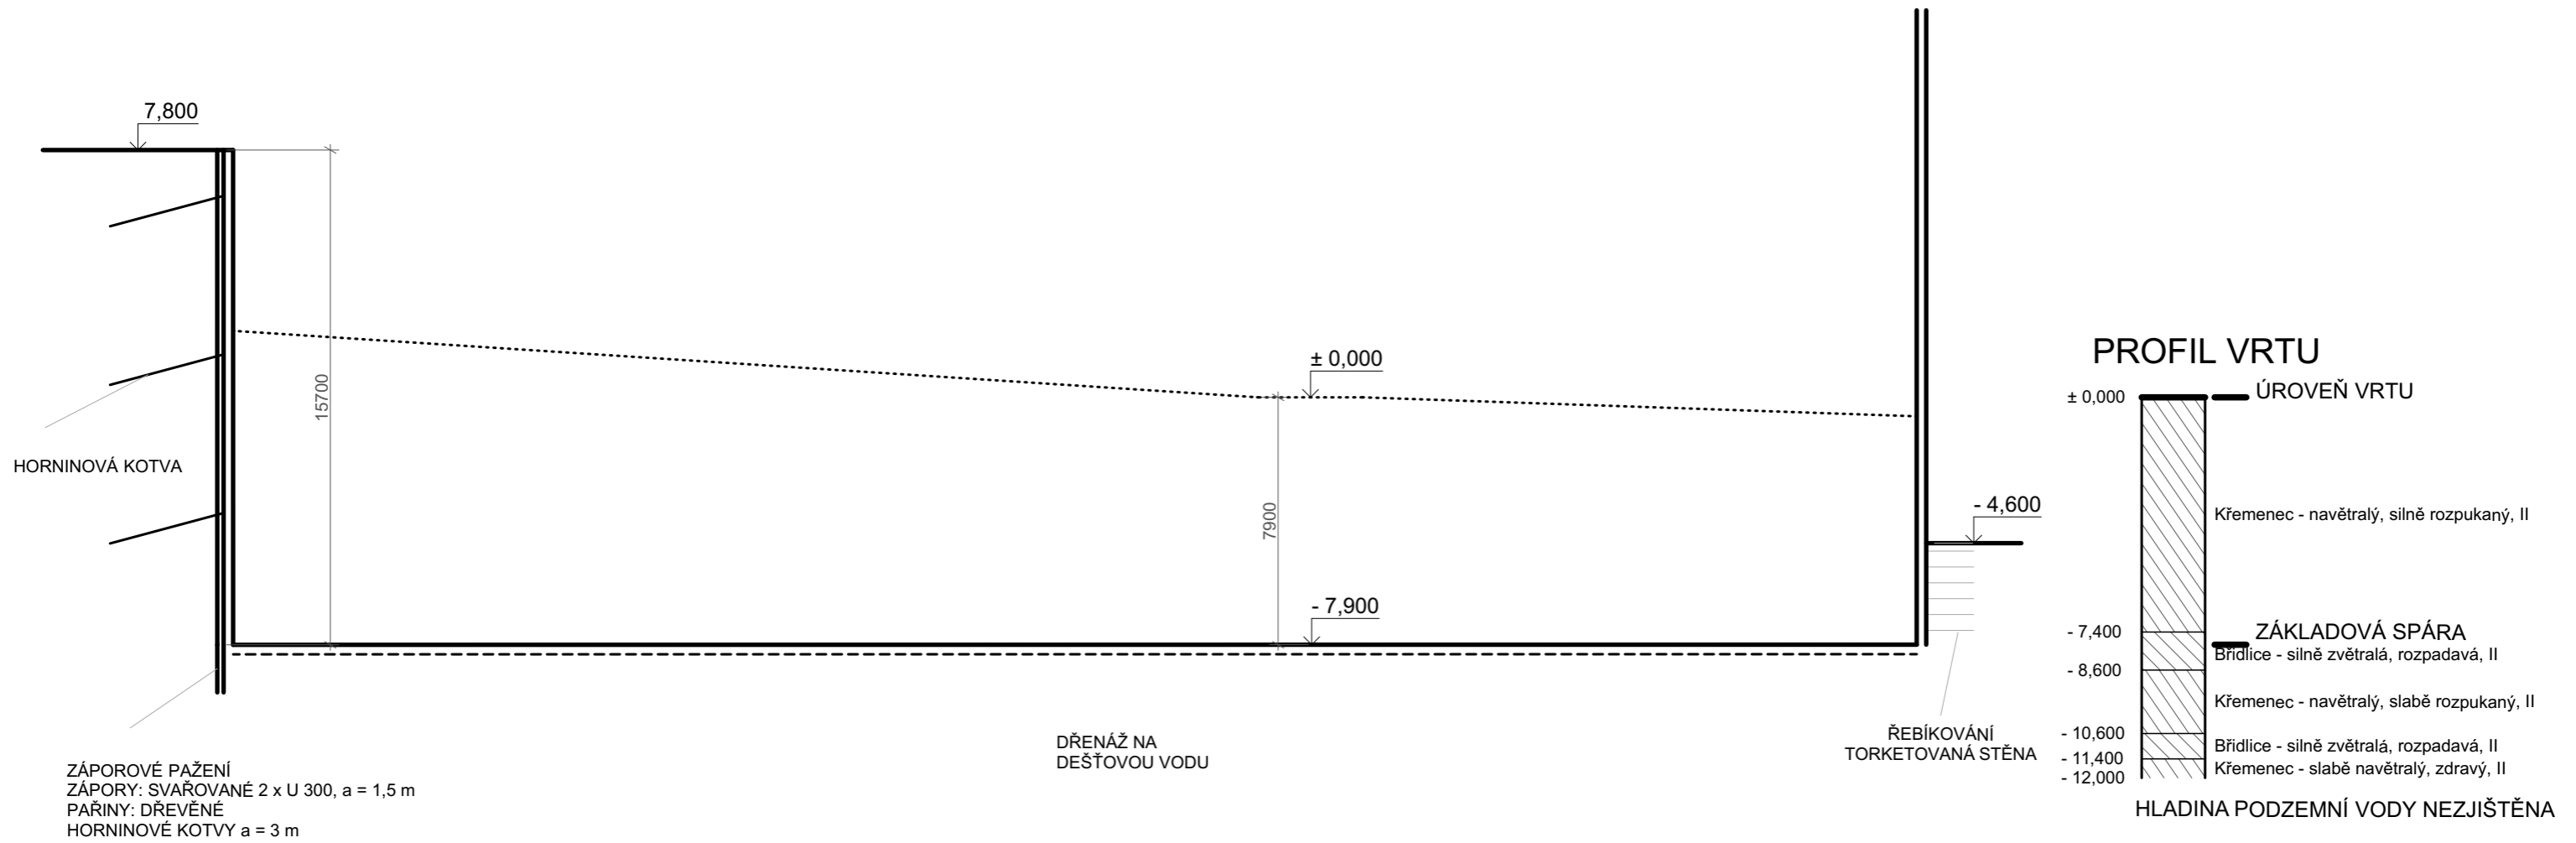 7,800
15700
HORNINOVÁ KOTVA
± 0,000
7900
- 7,900
- 4,600
ZÁPOROVÉ PAŽENÍ
ZÁPORY: SVAŘOVANÉ 2 x U 300, a = 1,5 m
PAŘINY: DŘEVĚNÉ
HORNINOVÉ KOTVY a = 3 m
DŘENÁŽ NA
DEŠŤOVOU VODU
ŘEBÍKOVÁNÍ
TORKETOVANÁ STĚNA
PROFIL VRTU
± 0,000
ÚROVEŇ VRTU
Křemenec - navětralý, silně rozpukaný, II
- 7,400
ZÁKLADOVÁ SPÁRA
Břidlice - silně zvětralá, rozpadavá, II
- 8,600
Křemenec - navětralý, slabě rozpukaný, II
- 10,600
Břidlice - silně zvětralá, rozpadavá, II
- 11,400
Křemenec - slabě navětralý, zdravý, II
- 12,000
HLADINA PODZEMNÍ VODY NEZJIŠTĚNA